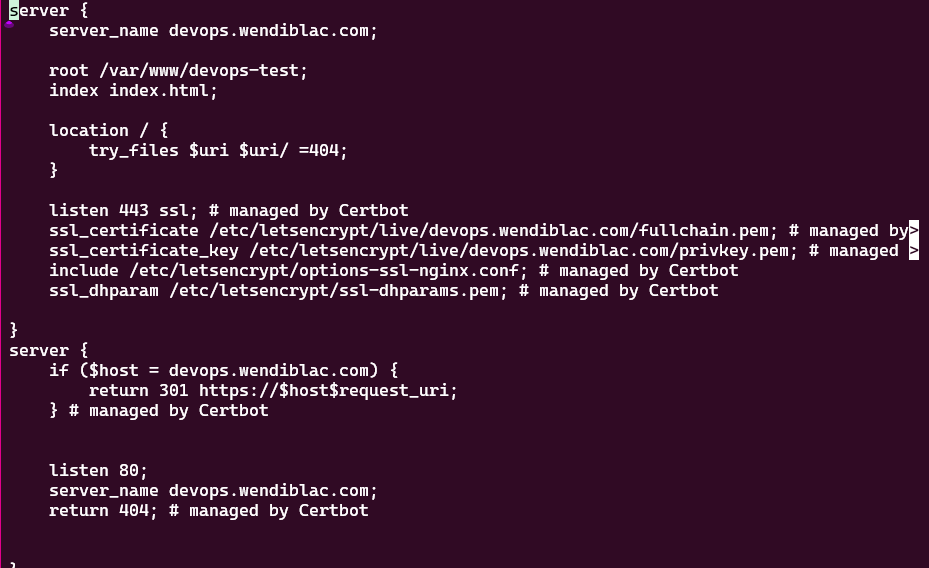 server {
    server_name devops.wendiblac.com;

    root /var/www/devops-test;
    index index.html;

    location / {
        try_files $uri $uri/ =404;
    }

    listen 443 ssl; # managed by Certbot
    ssl_certificate /etc/letsencrypt/live/devops.wendiblac.com/fullchain.pem; # managed by>
    ssl_certificate_key /etc/letsencrypt/live/devops.wendiblac.com/privkey.pem; # managed >
    include /etc/letsencrypt/options-ssl-nginx.conf; # managed by Certbot
    ssl_dhparam /etc/letsencrypt/ssl-dhparams.pem; # managed by Certbot

}
server {
    if ($host = devops.wendiblac.com) {
        return 301 https://$host$request_uri;
    } # managed by Certbot


    listen 80;
    server_name devops.wendiblac.com;
    return 404; # managed by Certbot


}